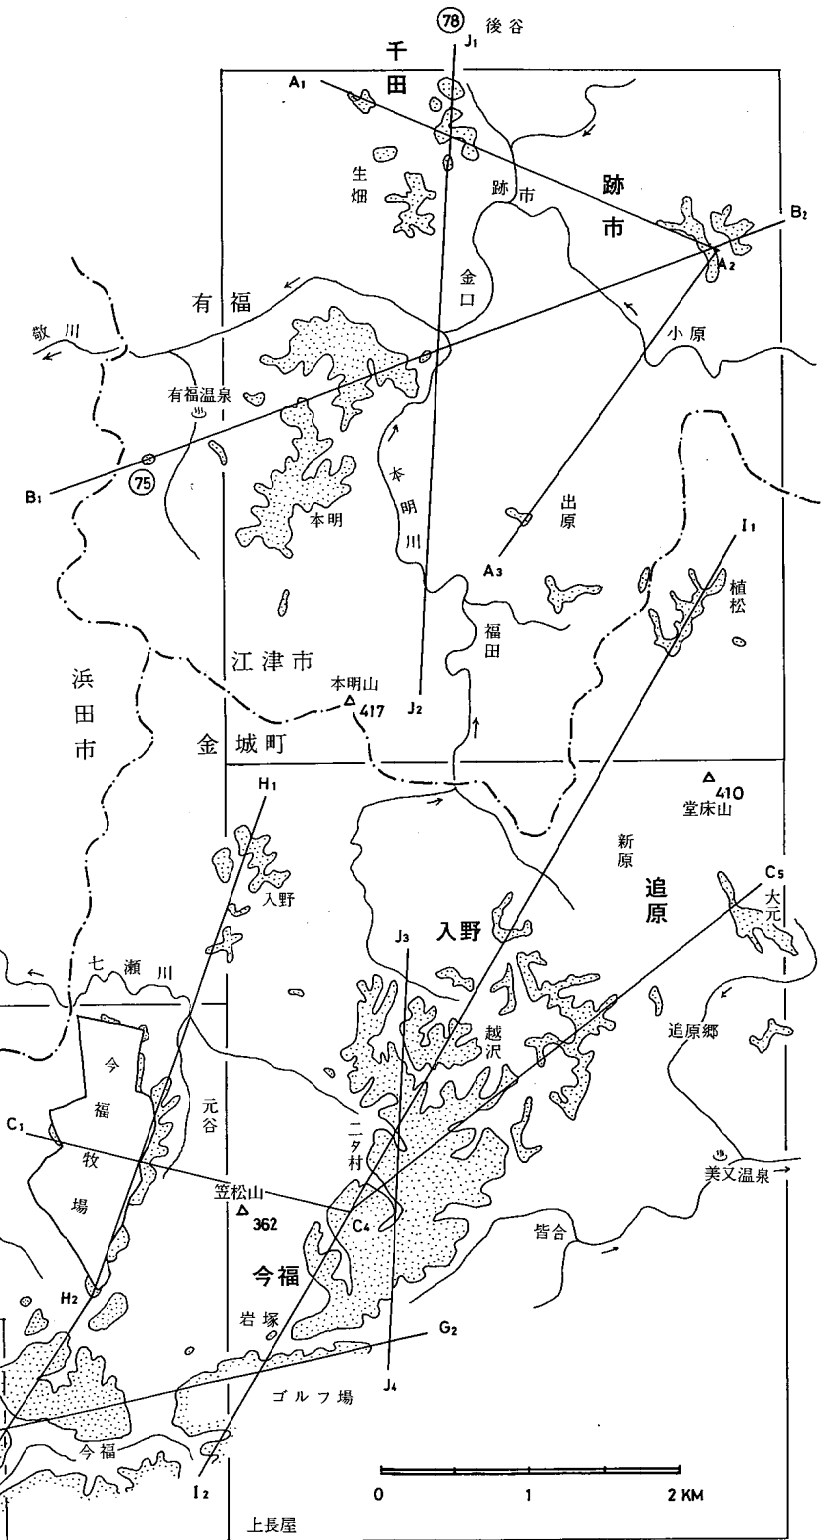 78 後谷
J₁
千田
A₁
生畑
跡市
跡市
B₂
A₂
金口
有福
敬川
小原
有福温泉
75
B₁
本明
本明川
出原
A₃
I₁
植松
福田
江津市
浜田市
本明山
417
J₂
金城町
H₁
410
堂床山
新原
追原
C₅
大元
入野
入野
J₃
七瀬川
越沢
追原郷
今福牧場
元谷
C₁
二タ村
美又温泉
笠松山
362
C₄
皆合
今福
H₂
岩塚
G₂
J₄
ゴルフ場
今福
I₂
0 1 2 KM
上長屋